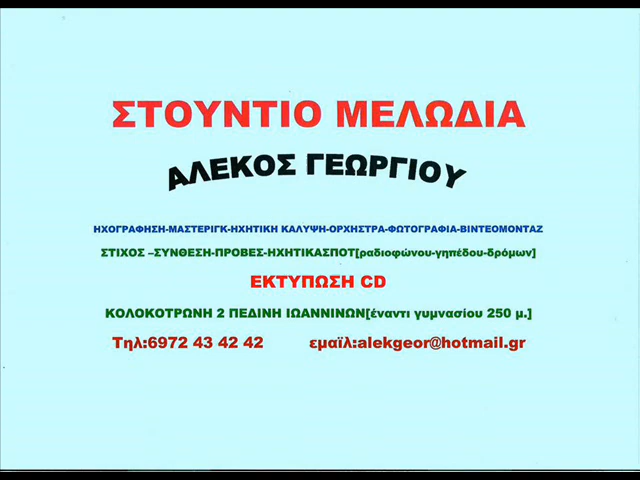 ΣΤΟΥΝΤΙΟ ΜΕΛΩΔΙΑ
ΑΛΕΚΟΣ ΓΕΩΡΓΙΟΥ
ΗΧΟΓΡΑΦΗΣΗ-ΜΑΣΤΕΡΙΓΚ-ΗΧΗΤΙΚΗ ΚΑΛΥΨΗ-ΟΡΧΗΣΤΡΑ-ΦΩΤΟΓΡΑΦΙΑ-ΒΙΝΤΕΟΜΟΝΤΑΖ
ΣΤΙΧΟΣ –ΣΥΝΘΕΣΗ-ΠΡΟΒΕΣ-ΗΧΗΤΙΚΑΣΠΟΤ[ραδιοφώνου-γηπέδου-δρόμων]
ΕΚΤΥΠΩΣΗ CD
ΚΟΛΟΚΟΤΡΩΝΗ 2 ΠΕΔΙΝΗ ΙΩΑΝΝΙΝΩΝ[έναντι γυμνασίου 250 μ.]
Τηλ:6972 43 42 42 εμαϊλ:alekgeor@hotmail.gr